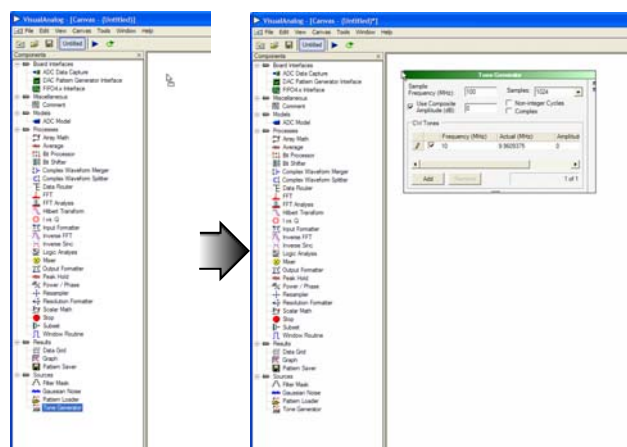 VisualAnalog - [Canvas - (Untitled)]
File Edit View Canvas Tools Window Help
Untitled
Components
Board Interfaces
ADC Data Capture
DAC Pattern Generator Interface
FIFO4.x Interface
Miscellaneous
Comment
Models
ADC Model
Processes
Array Math
Average
Bit Processor
Bit Shifter
Complex Waveform Merger
Complex Waveform Splitter
Data Router
FFT
FFT Analysis
Hilbert Transform
I vs. Q
Input Formatter
Inverse FFT
Inverse Sinc
Logic Analysis
Mixer
Output Formatter
Peak Hold
Power / Phase
Resampler
Resolution Formatter
Scalar Math
Stop
Subset
Window Routine
Results
Data Grid
Graph
Pattern Saver
Sources
Filter Mask
Gaussian Noise
Pattern Loader
Tone Generator
VisualAnalog - [Canvas - (Untitled)*]
File Edit View Canvas Tools Window Help
Untitled
Components
Board Interfaces
ADC Data Capture
DAC Pattern Generator Interface
FIFO4.x Interface
Miscellaneous
Comment
Models
ADC Model
Processes
Array Math
Average
Bit Processor
Bit Shifter
Complex Waveform Merger
Complex Waveform Splitter
Data Router
FFT
FFT Analysis
Hilbert Transform
I vs. Q
Input Formatter
Inverse FFT
Inverse Sinc
Logic Analysis
Mixer
Output Formatter
Peak Hold
Power / Phase
Resampler
Resolution Formatter
Scalar Math
Stop
Subset
Window Routine
Results
Data Grid
Graph
Pattern Saver
Sources
Filter Mask
Gaussian Noise
Pattern Loader
Tone Generator
Tone Generator
Sample Frequency (MHz): 100 Samples: 1024
Use Composite Amplitude (dB): 0
Non-integer Cycles
Complex
CW Tones
Frequency (MHz) Actual (MHz) Amplitud
10 9.9609375 0
Add Remove 1 of 1